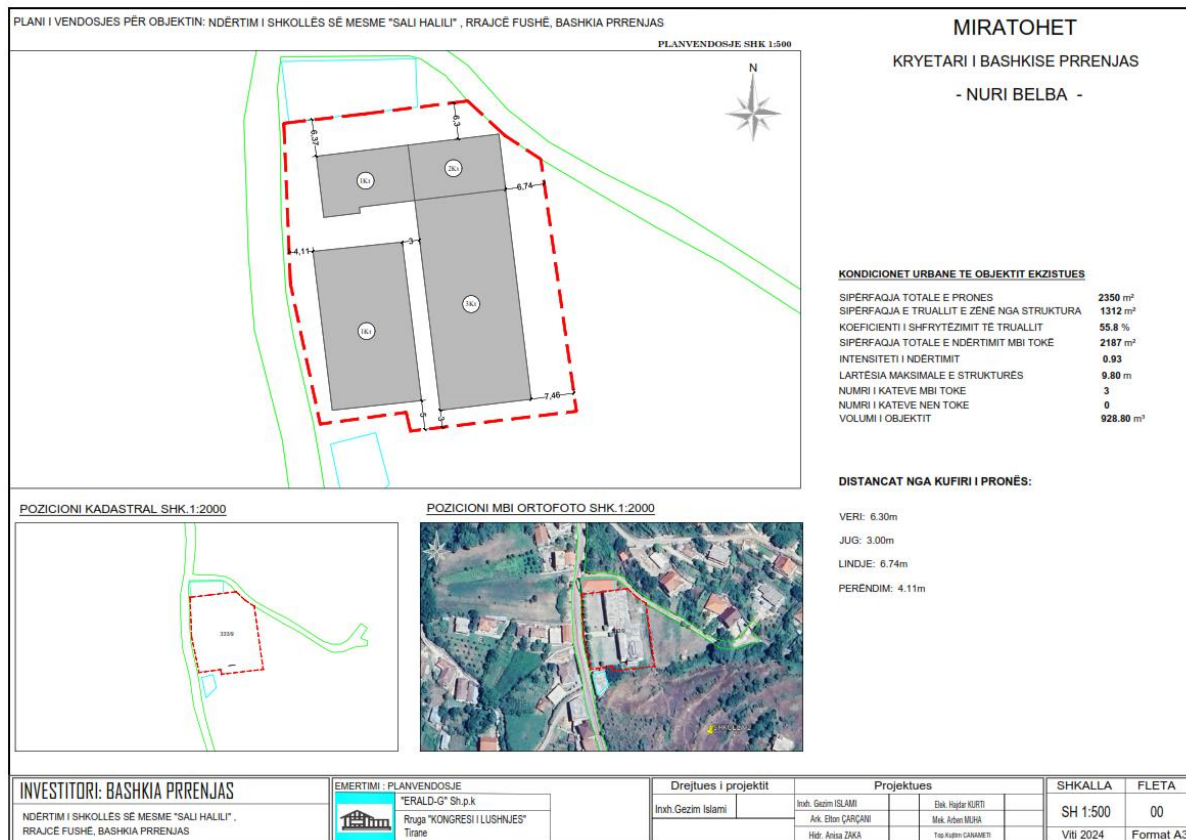 PLANI I VENDOSJES PËR OBJEKTIN: NDËRTIM I SHKOLLËS SË MESME "SALI HALILI" , RRAJCË FUSHË, BASHKIA PRRENJAS
PLANVENDOSJE SHK 1:500
N
6,37
6,3
1Kt
2Kt
6,74
4,11
3
3Kt
1Kt
7,46
5
3
MIRATOHET
KRYETARI I BASHKISE PRRENJAS
- NURI BELBA -
KONDICIONET URBANE TE OBJEKTIT EKZISTUES
SIPËRFAQJA TOTALE E PRONES 2350 m²
SIPËRFAQJA E TRUALLIT E ZËNË NGA STRUKTURA 1312 m²
KOEFICIENTI I SHFRYTËZIMIT TË TRUALLIT 55.8 %
SIPËRFAQJA TOTALE E NDËRTIMIT MBI TOKË 2187 m²
INTENSITETI I NDËRTIMIT 0.93
LARTËSIA MAKSIMALE E STRUKTURËS 9.80 m
NUMRI I KATEVE MBI TOKE 3
NUMRI I KATEVE NEN TOKE 0
VOLUMI I OBJEKTIT 928.80 m³
DISTANCAT NGA KUFIRI I PRONËS:
VERI: 6.30m
JUG: 3.00m
LINDJE: 6.74m
PERËNDIM: 4.11m
POZICIONI KADASTRAL SHK.1:2000
POZICIONI MBI ORTOFOTO SHK.1:2000
INVESTITORI: BASHKIA PRRENJAS
NDËRTIM I SHKOLLËS SË MESME "SALI HALILI" ,
RRAJCË FUSHË, BASHKIA PRRENJAS
EMERTIMI : PLANVENDOSJE
"ERALD-G" Sh.p.k
Rruga "KONGRESI I LUSHNJES"
Tirane
Drejtues i projektit
Inxh.Gezim Islami
Projektues
Inxh. Gezim ISLAMI
Ark. Elton ÇARÇANI
Hidr. Anisa ZAKA
Elek. Hajdar KURTI
Mek. Arben MUHA
Top.Kujtim CANAMETI
SHKALLA
SH 1:500
Viti 2024
FLETA
00
Format A3